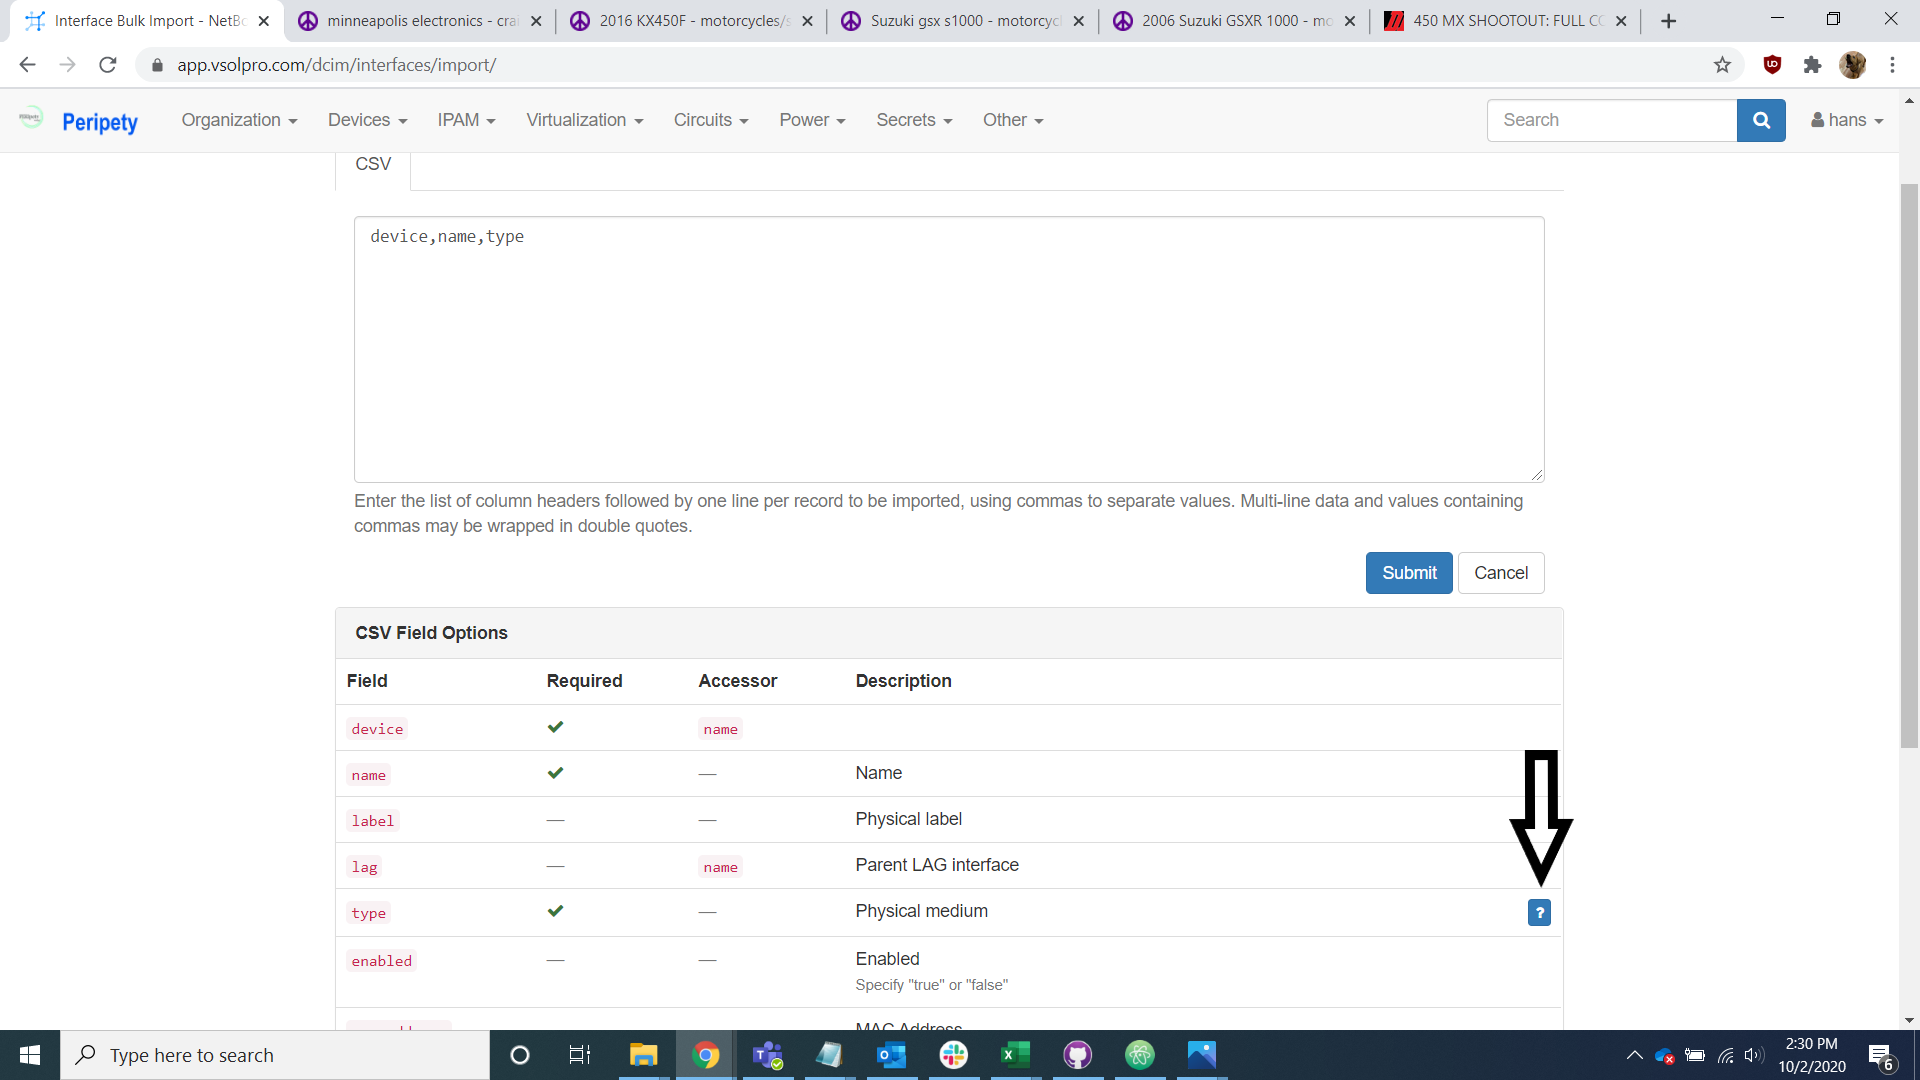 Interface Bulk Import - NetBo
minneapolis electronics - crai
2016 KX450F - motorcycles/s
Suzuki gsx s1000 - motorcycl
2006 Suzuki GSXR 1000 - mo
450 MX SHOOTOUT: FULL CO
app.vsolpro.com/dcim/interfaces/import/
Peripety
Organization
Devices
IPAM
Virtualization
Circuits
Power
Secrets
Other
Search
hans
CSV
device,name,type
Enter the list of column headers followed by one line per record to be imported, using commas to separate values. Multi-line data and values containing
commas may be wrapped in double quotes.
Submit
Cancel
CSV Field Options
Field Required Accessor Description
device name
name — Name
label — — Physical label
lag — name Parent LAG interface
type — Physical medium ?
enabled — — Enabled
Specify "true" or "false"
MAC Address
Type here to search
2:30 PM
10/2/2020
6